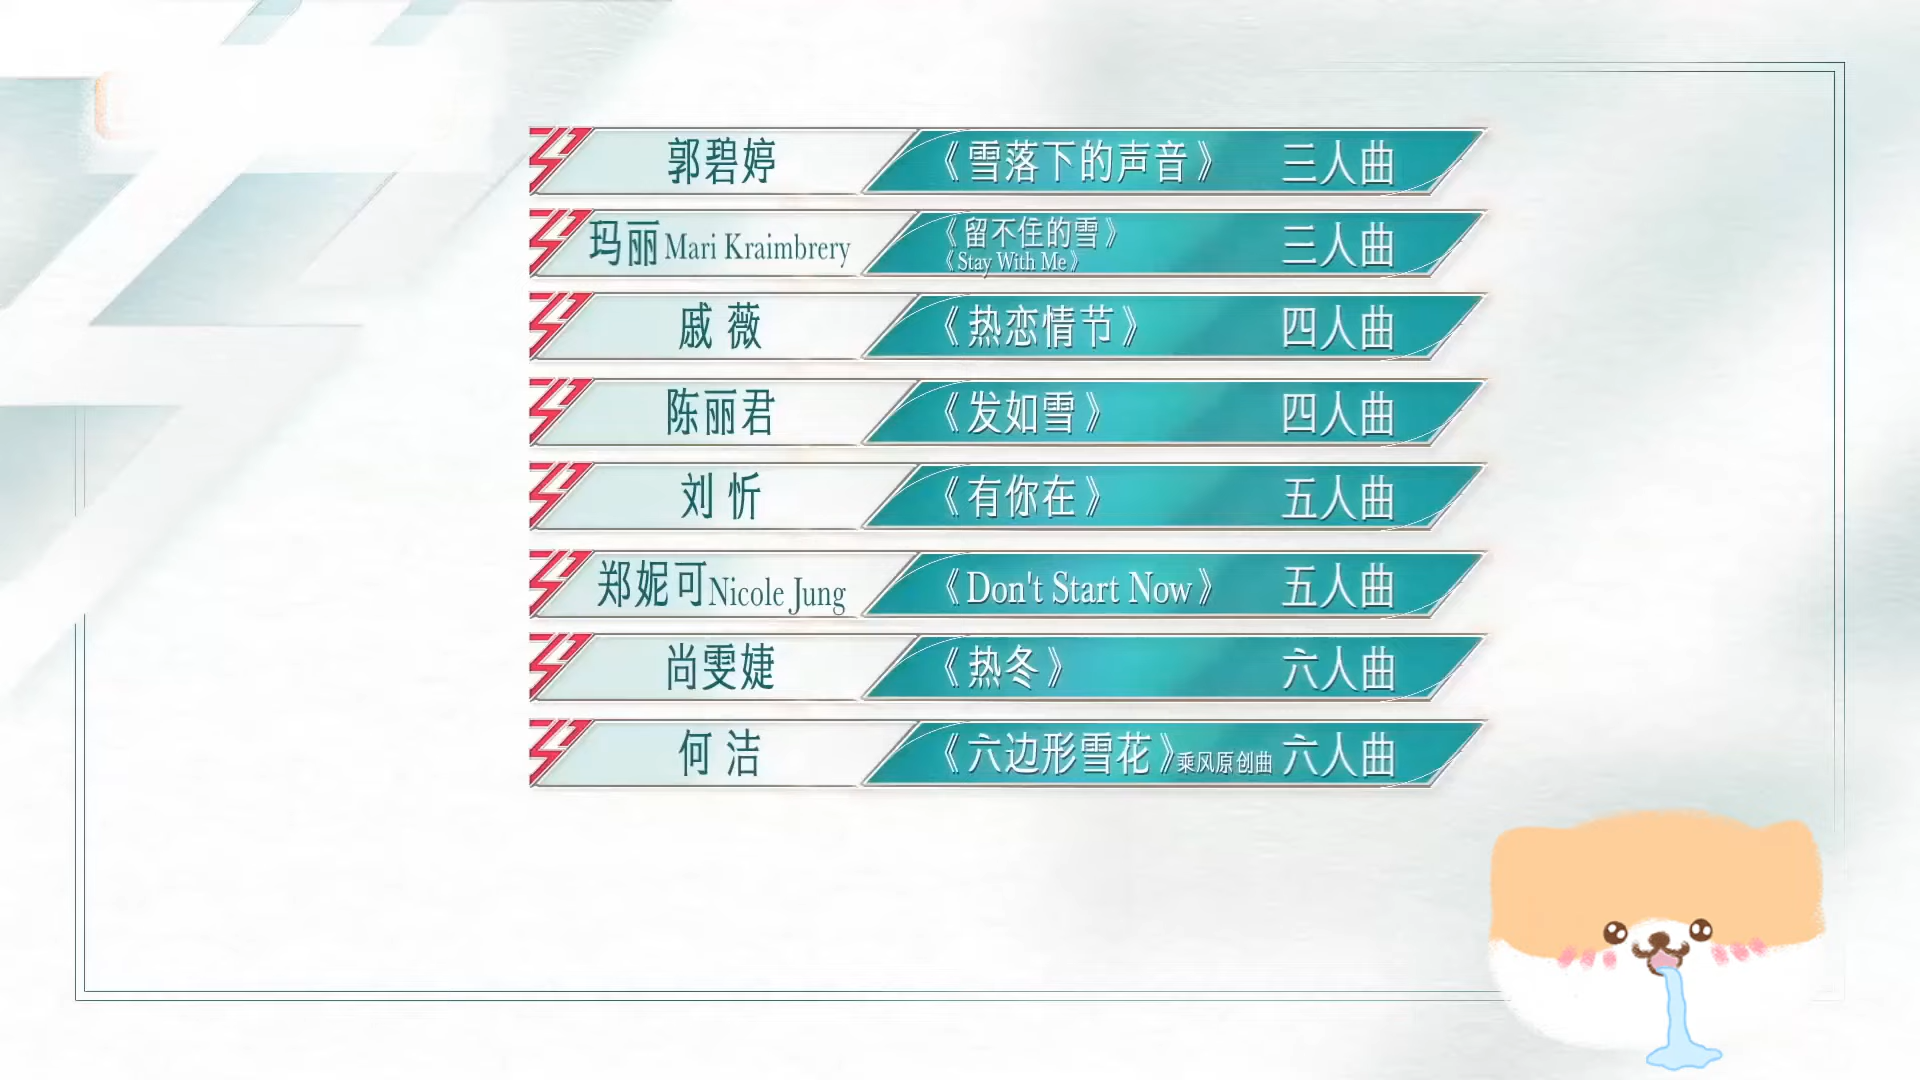 郭碧婷 《雪落下的声音》 三人曲
玛丽 Mari Kraimbrery 《留不住的雪》 三人曲
《Stay With Me》
戚薇 《热恋情节》 四人曲
陈丽君 《发如雪》 四人曲
刘忻 《有你在》 五人曲
郑妮可 Nicole Jung 《Don't Start Now》 五人曲
尚雯婕 《热冬》 六人曲
何洁 《六边形雪花》乘风原创曲 六人曲